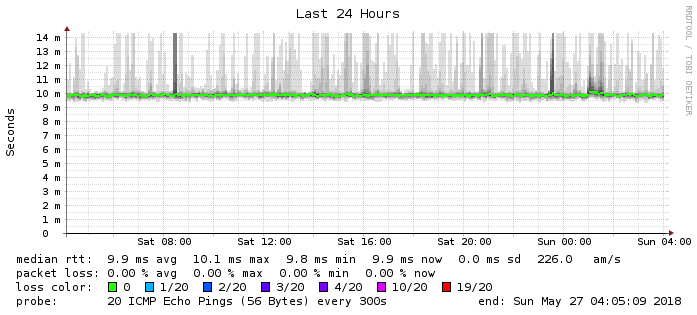 Last 24 Hours
RRDTOOL / TOBI OETIKER
Seconds
14 m
13 m
12 m
11 m
10 m
9 m
8 m
7 m
6 m
5 m
4 m
3 m
2 m
1 m
0
Sat 08:00 Sat 12:00 Sat 16:00 Sat 20:00 Sun 00:00 Sun 04:00
median rtt: 9.9 ms avg 10.1 ms max 9.8 ms min 9.9 ms now 0.0 ms sd 226.0 am/s
packet loss: 0.00 % avg 0.00 % max 0.00 % min 0.00 % now
loss color: 0 1/20 2/20 3/20 4/20 10/20 19/20
probe: 20 ICMP Echo Pings (56 Bytes) every 300s end: Sun May 27 04:05:09 2018